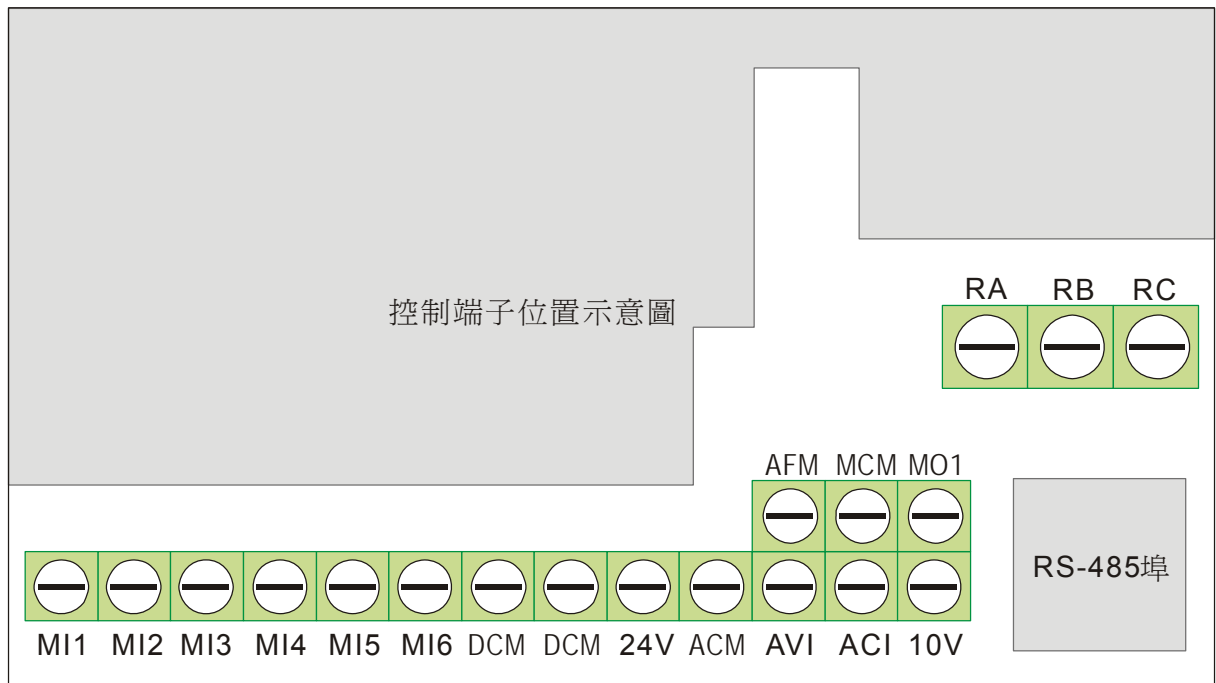 控制端子位置示意圖
RA RB RC
AFM MCM MO1
RS-485埠
MI1 MI2 MI3 MI4 MI5 MI6 DCM DCM 24V ACM AVI ACI 10V